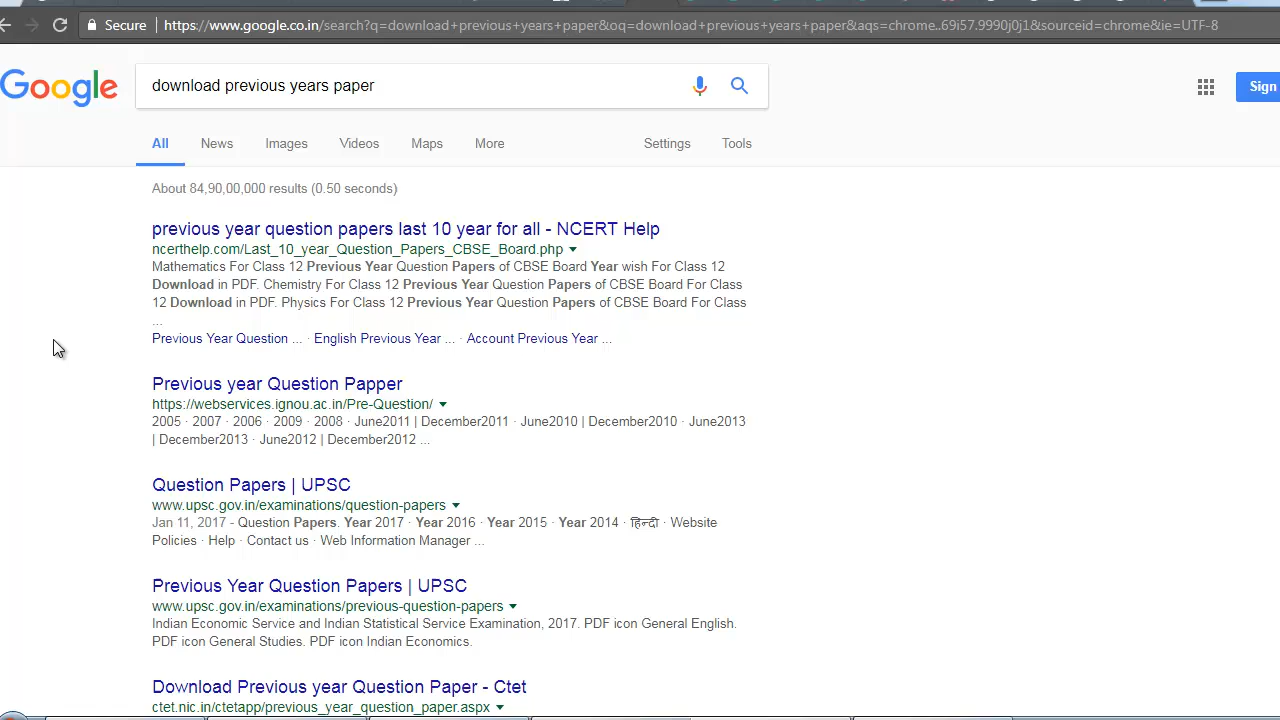 Secure | https://www.google.co.in/search?q=download+previous+years+paper&oq=download+previous+years+paper&aqs=chrome..69i57.9990j0j1&sourceid=chrome&ie=UTF-8
Google
download previous years paper
Sign
All News Images Videos Maps More Settings Tools
About 84,90,00,000 results (0.50 seconds)
previous year question papers last 10 year for all - NCERT Help
ncerthelp.com/Last_10_year_Question_Papers_CBSE_Board.php
Mathematics For Class 12 Previous Year Question Papers of CBSE Board Year wish For Class 12
Download in PDF. Chemistry For Class 12 Previous Year Question Papers of CBSE Board For Class
12 Download in PDF. Physics For Class 12 Previous Year Question Papers of CBSE Board For Class
...
Previous Year Question ... · English Previous Year ... · Account Previous Year ...
Previous year Question Papper
https://webservices.ignou.ac.in/Pre-Question/
2005 · 2007 · 2006 · 2009 · 2008 · June2011 | December2011 · June2010 | December2010 · June2013
| December2013 · June2012 | December2012 ...
Question Papers | UPSC
www.upsc.gov.in/examinations/question-papers
Jan 11, 2017 - Question Papers. Year 2017 · Year 2016 · Year 2015 · Year 2014 · हिन्दी · Website
Policies · Help · Contact us · Web Information Manager ...
Previous Year Question Papers | UPSC
www.upsc.gov.in/examinations/previous-question-papers
Indian Economic Service and Indian Statistical Service Examination, 2017. PDF icon General English.
PDF icon General Studies. PDF icon Indian Economics.
Download Previous year Question Paper - Ctet
ctet.nic.in/ctetapp/previous_year_question_paper.aspx